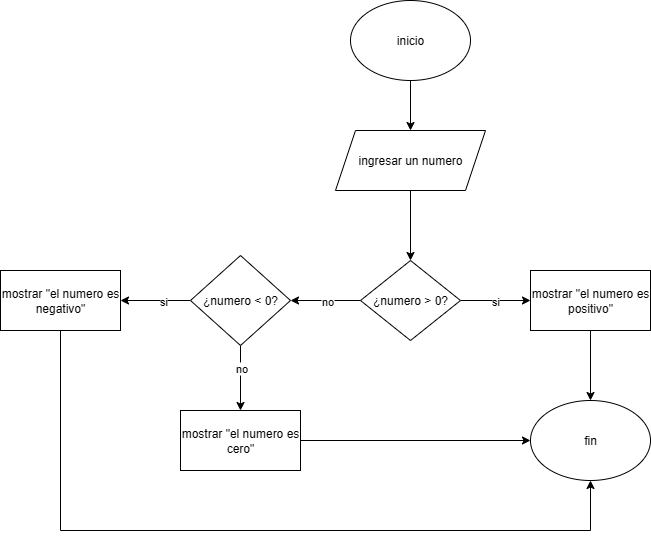 inicio
ingresar un numero
mostrar "el numero es
negativo"
si
¿numero < 0?
no
¿numero > 0?
si
mostrar "el numero es
positivo"
no
mostrar "el numero es
cero"
fin